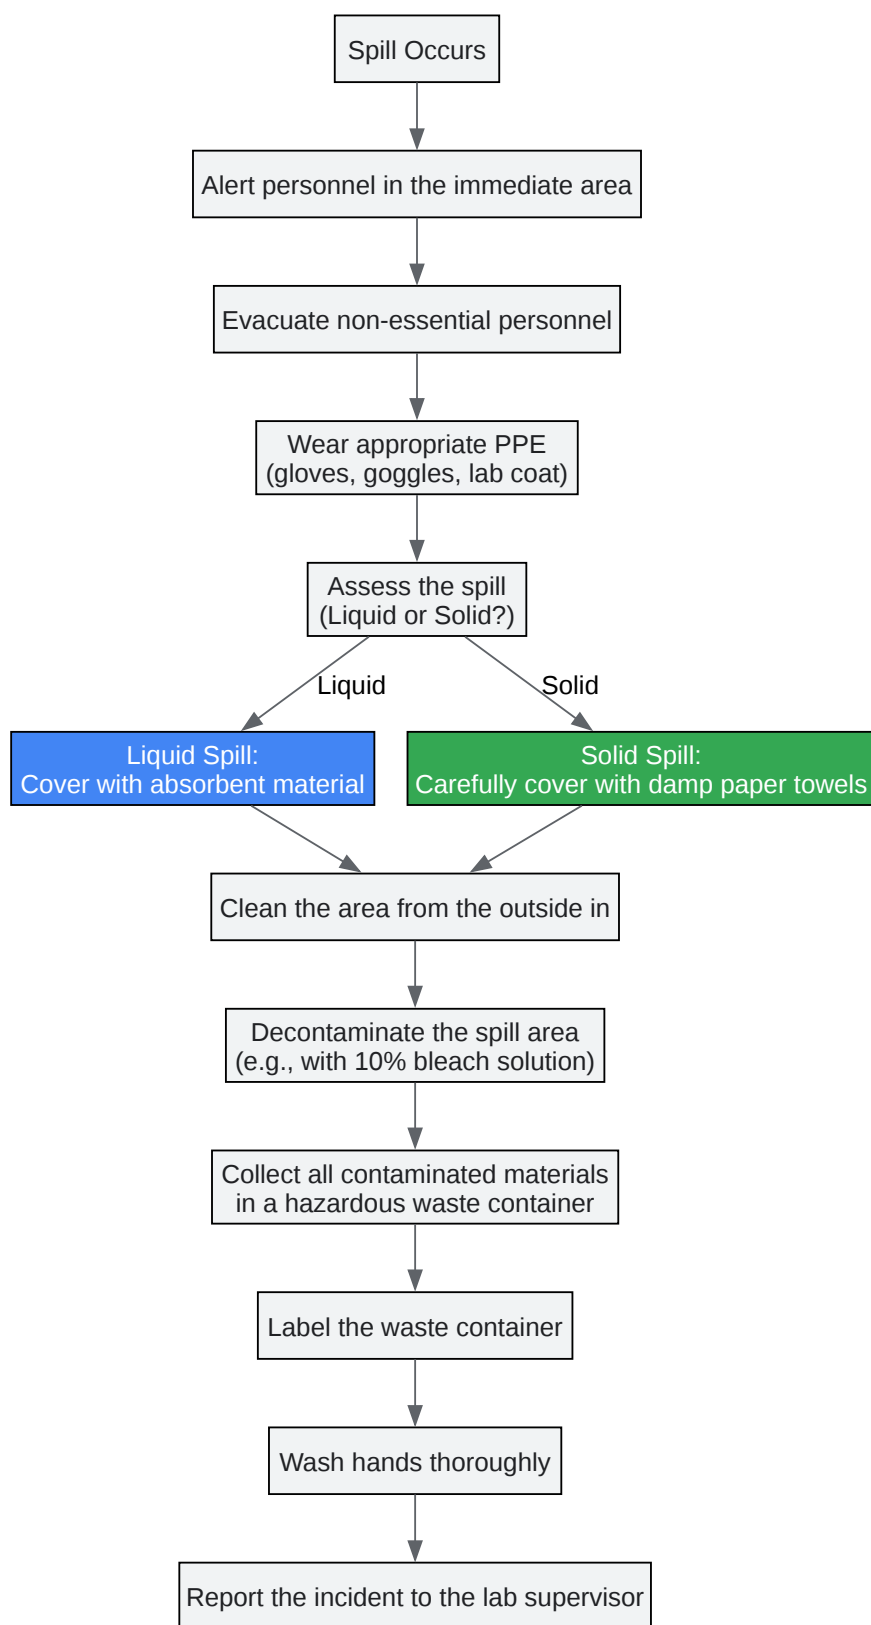 Spill Occurs
Alert personnel in the immediate area
Evacuate non-essential personnel
Wear appropriate PPE
(gloves, goggles, lab coat)
Assess the spill
(Liquid or Solid?)
Liquid
Solid
Liquid Spill:
Cover with absorbent material
Solid Spill:
Carefully cover with damp paper towels
Clean the area from the outside in
Decontaminate the spill area
(e.g., with 10% bleach solution)
Collect all contaminated materials
in a hazardous waste container
Label the waste container
Wash hands thoroughly
Report the incident to the lab supervisor